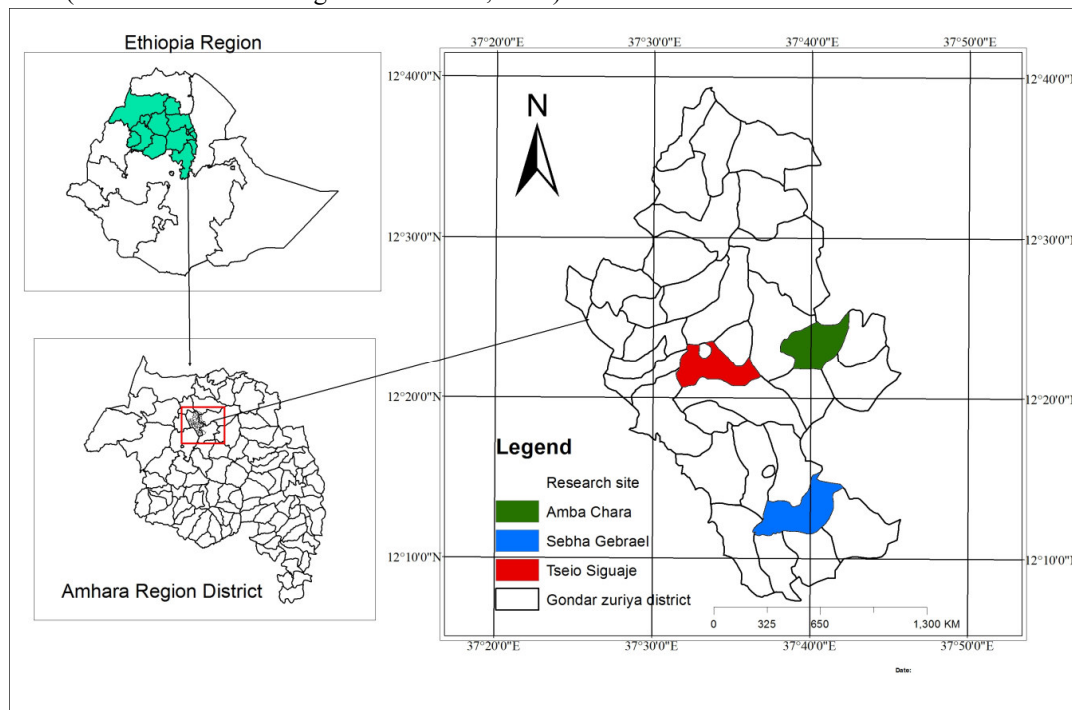 Ethiopia Region
Amhara Region District
37°20'0"E 37°30'0"E 37°40'0"E 37°50'0"E
12°40'0"N 12°40'0"N
N
12°30'0"N 12°30'0"N
12°20'0"N 12°20'0"N
Legend
Research site
Amba Chara
Sebha Gebrael
Tseio Siguaje
Gondar zuriya district
12°10'0"N 12°10'0"N
0 325 650 1,300 KM
37°20'0"E 37°30'0"E 37°40'0"E 37°50'0"E
Date: